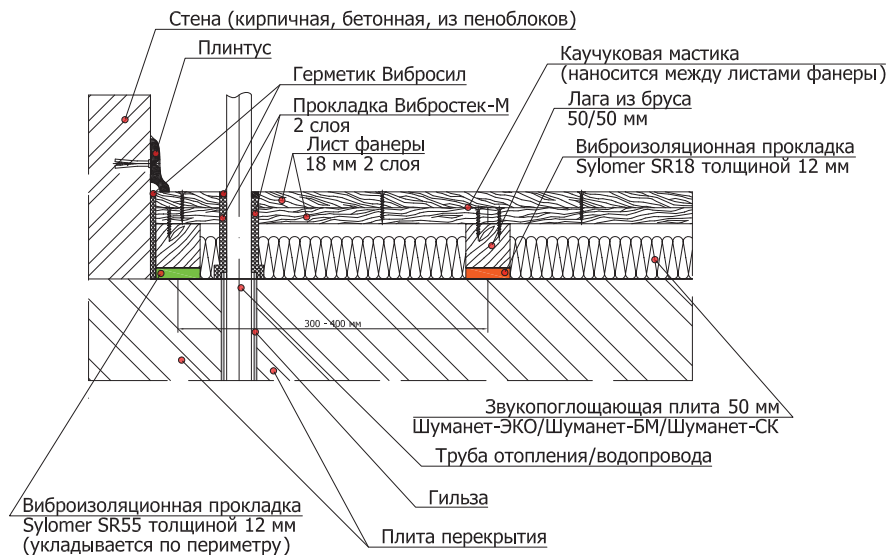 Стена (кирпичная, бетонная, из пеноблоков)
Плинтус
Герметик Вибросил
Прокладка Вибростек-М
2 слоя
Лист фанеры
18 мм 2 слоя
Каучуковая мастика
(наносится между листами фанеры)
Лага из бруса
50/50 мм
Виброизоляционная прокладка
Sylomer SR18 толщиной 12 мм
300 - 400 мм
Звукопоглощающая плита 50 мм
Шуманет-ЭКО/Шуманет-БМ/Шуманет-СК
Труба отопления/водопровода
Гильза
Плита перекрытия
Виброизоляционная прокладка
Sylomer SR55 толщиной 12 мм
(укладывается по периметру)